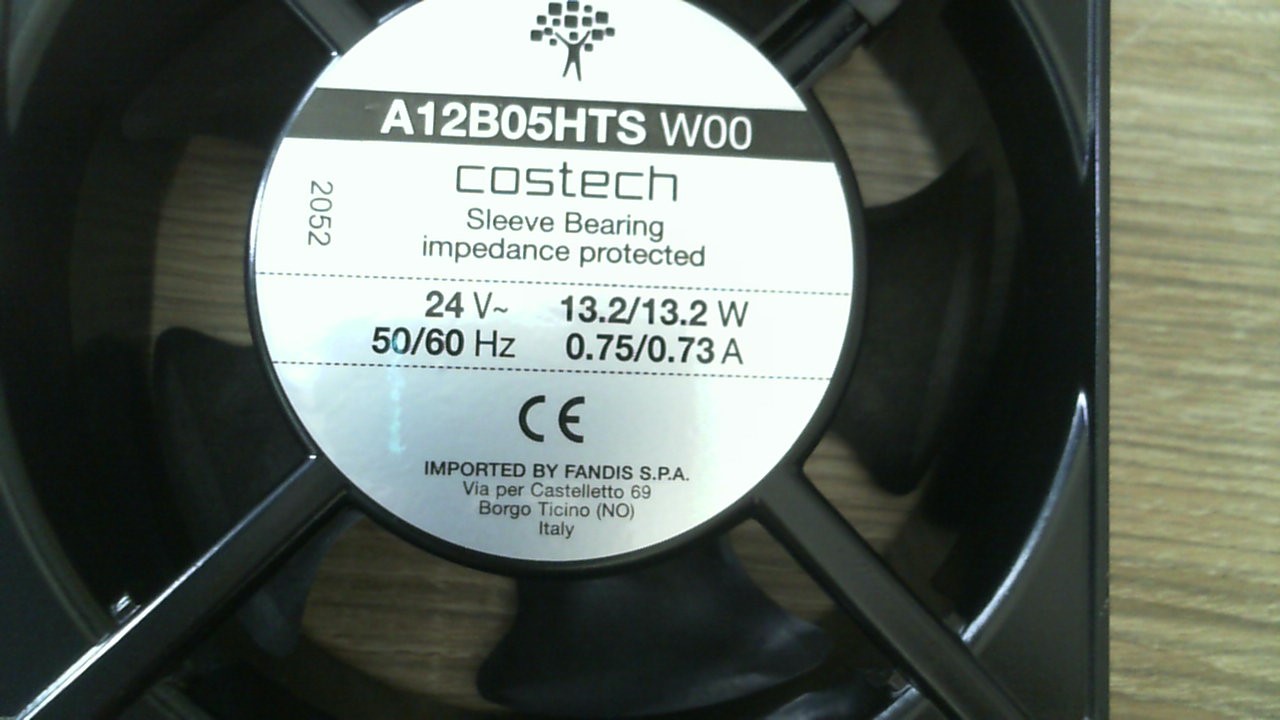 A12B05HTS W00
costech
2052
Sleeve Bearing
impedance protected
24 V~ 13.2/13.2 W
50/60 Hz 0.75/0.73 A
CE
IMPORTED BY FANDIS S.P.A.
Via per Castelletto 69
Borgo Ticino (NO)
Italy